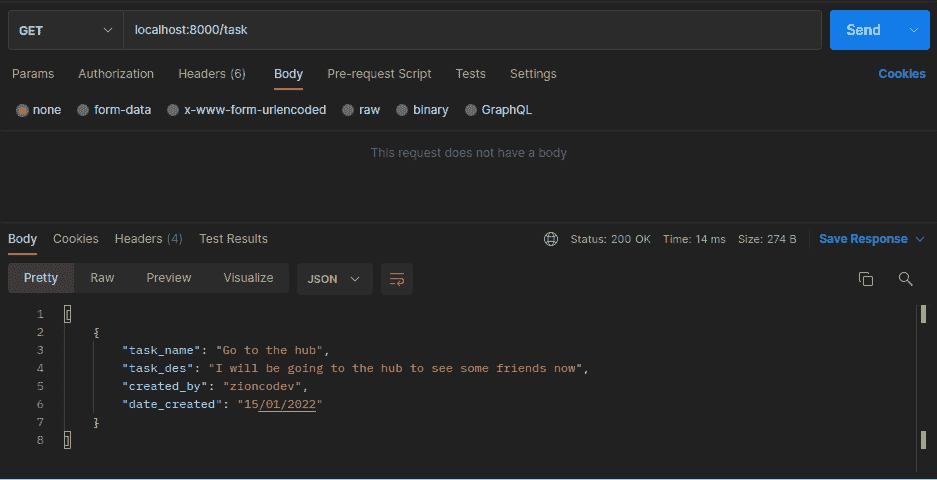 GET localhost:8000/task Send
Params Authorization Headers (6) Body Pre-request Script Tests Settings Cookies
none form-data x-www-form-urlencoded raw binary GraphQL
This request does not have a body
Body Cookies Headers (4) Test Results Status: 200 OK Time: 14 ms Size: 274 B Save Response
Pretty Raw Preview Visualize JSON
1 [
2 {
3 "task_name": "Go to the hub",
4 "task_des": "I will be going to the hub to see some friends now",
5 "created_by": "zioncodev",
6 "date_created": "15/01/2022"
7 }
8 ]